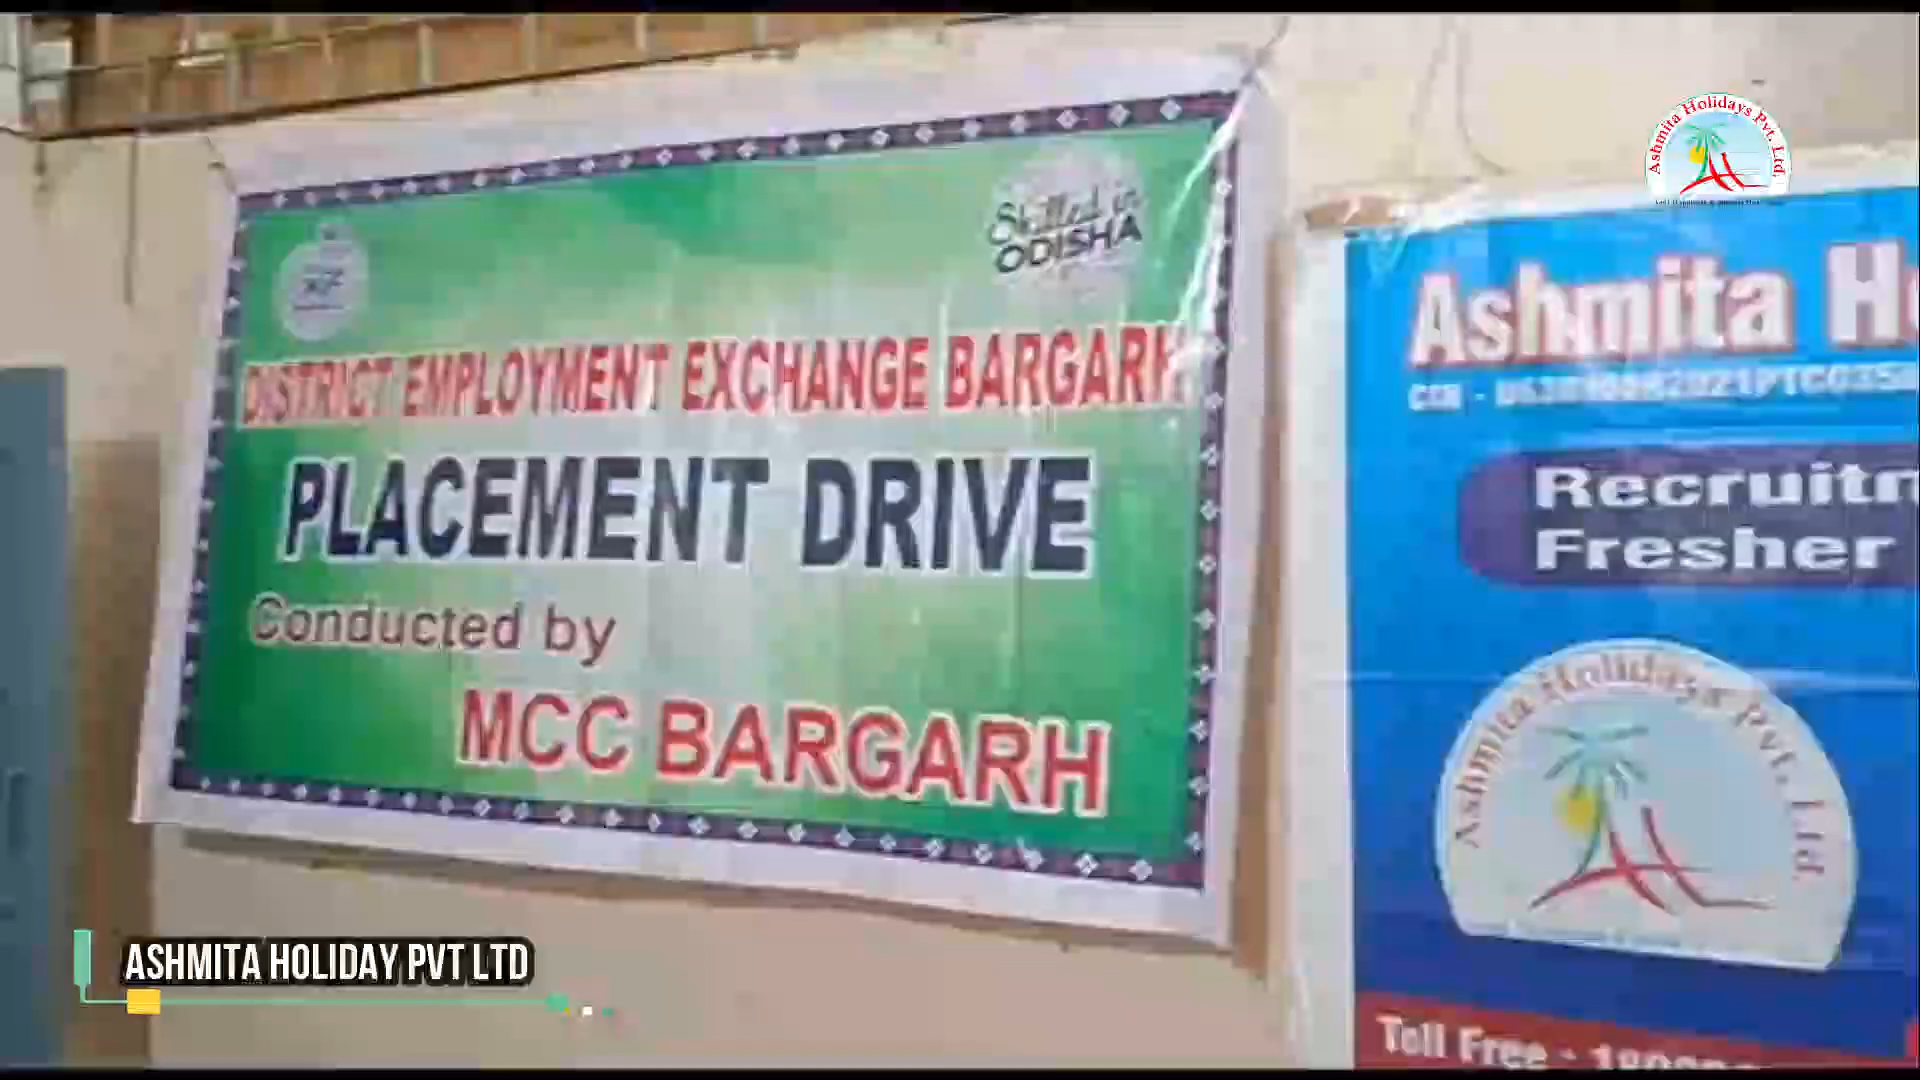 Skilled in
ODISHA
DISTRICT EMPLOYMENT EXCHANGE BARGARH
PLACEMENT DRIVE
Conducted by
MCC BARGARH
Ashmita Holidays Pvt. Ltd.
Ashmita H
CIN -
Recruitm
Fresher
Ashmita Holidays Pvt. Ltd.
Toll Free -
ASHMITA HOLIDAY PVT LTD